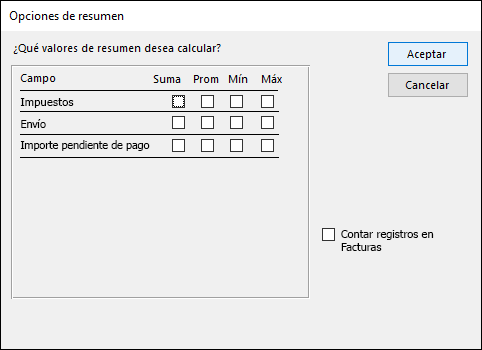 Opciones de resumen
¿Qué valores de resumen desea calcular?
Aceptar
Cancelar
Campo Suma Prom Mín Máx
Impuestos
Envío
Importe pendiente de pago
Contar registros en
Facturas